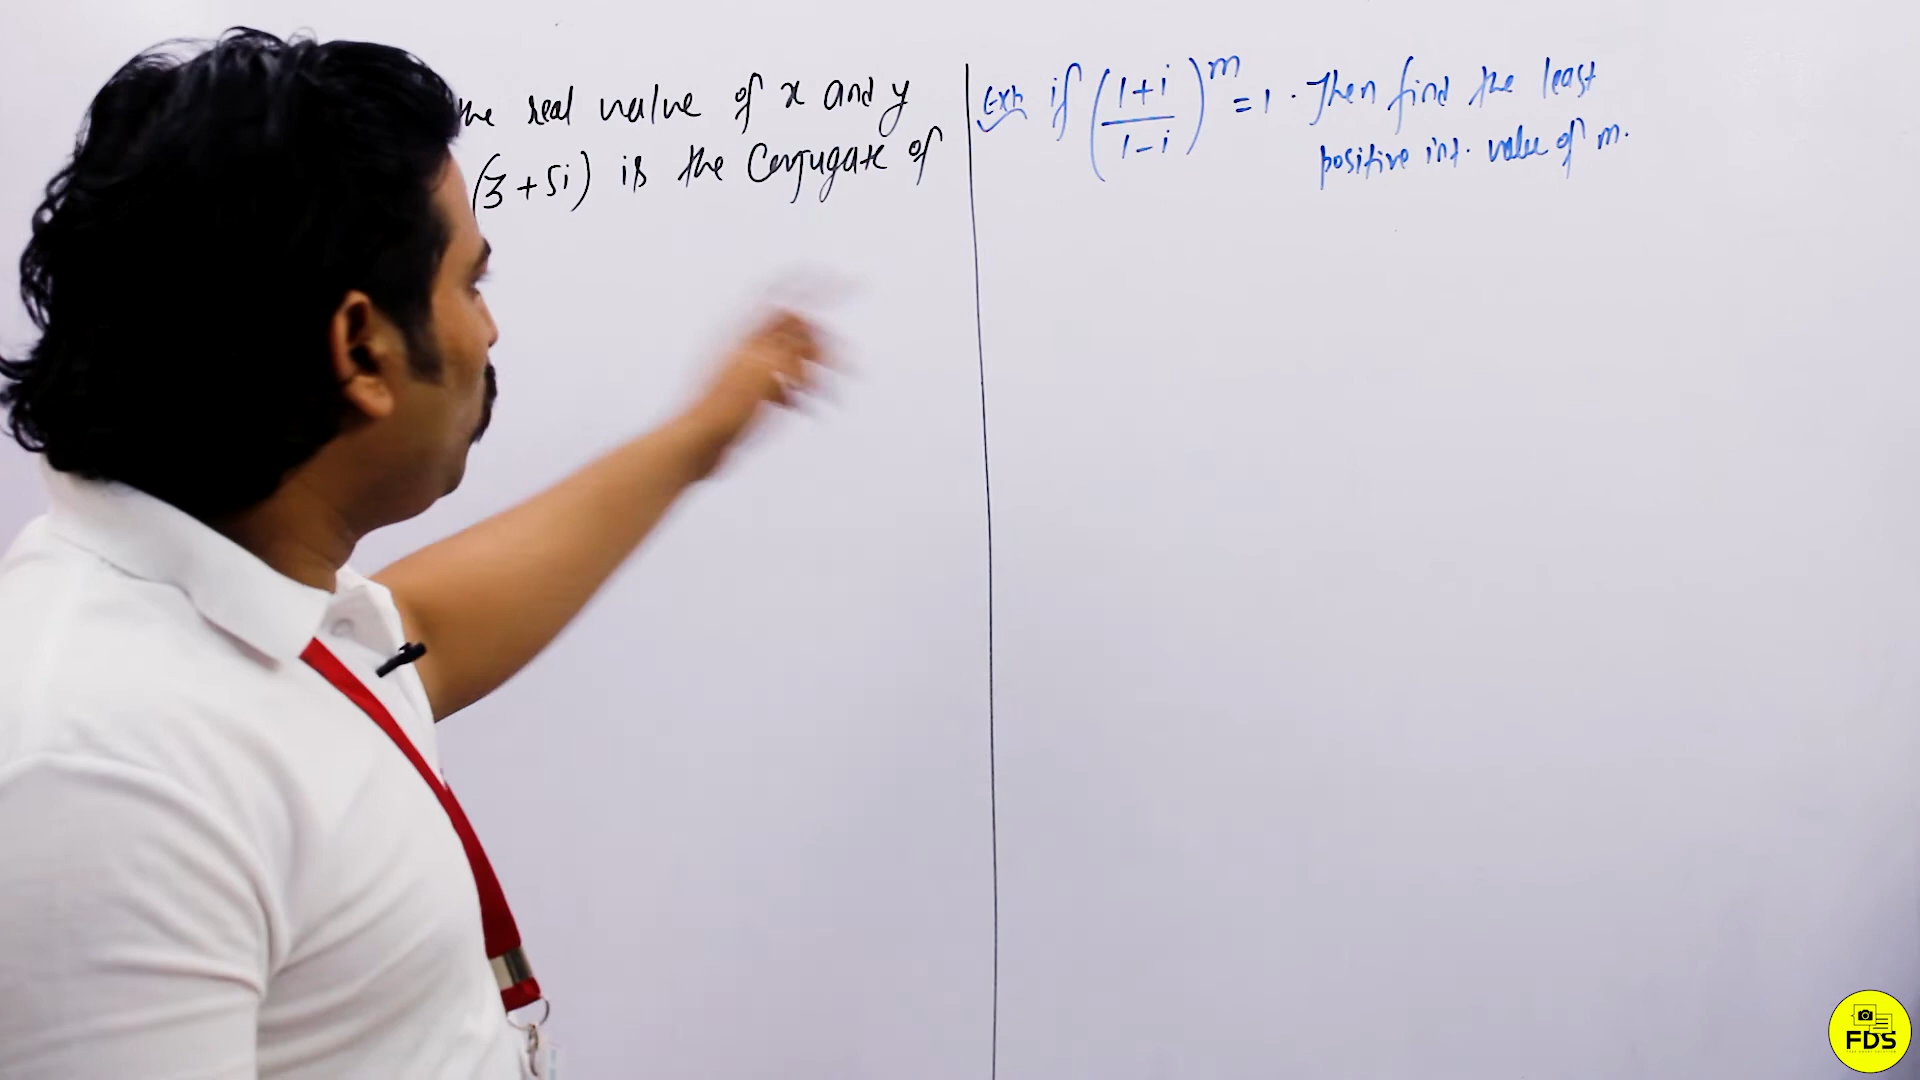 the real value of x and y
(3+5i) is the Conjugate of
Exh if (1+i/1-i)^m = 1. Then find the least
positive int. value of m.
FDS